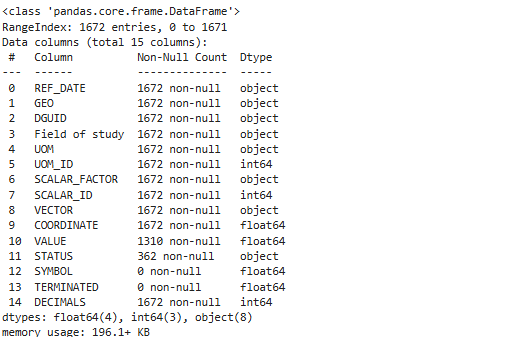 <class 'pandas.core.frame.DataFrame'>
RangeIndex: 1672 entries, 0 to 1671
Data columns (total 15 columns):
 #   Column          Non-Null Count  Dtype
---  ------          --------------  -----
 0   REF_DATE        1672 non-null   object
 1   GEO             1672 non-null   object
 2   DGUID           1672 non-null   object
 3   Field of study  1672 non-null   object
 4   UOM             1672 non-null   object
 5   UOM_ID          1672 non-null   int64
 6   SCALAR_FACTOR   1672 non-null   object
 7   SCALAR_ID       1672 non-null   int64
 8   VECTOR          1672 non-null   object
 9   COORDINATE      1672 non-null   float64
 10  VALUE           1310 non-null   float64
 11  STATUS          362 non-null    object
 12  SYMBOL          0 non-null      float64
 13  TERMINATED      0 non-null      float64
 14  DECIMALS        1672 non-null   int64
dtypes: float64(4), int64(3), object(8)
memory usage: 196.1+ KB